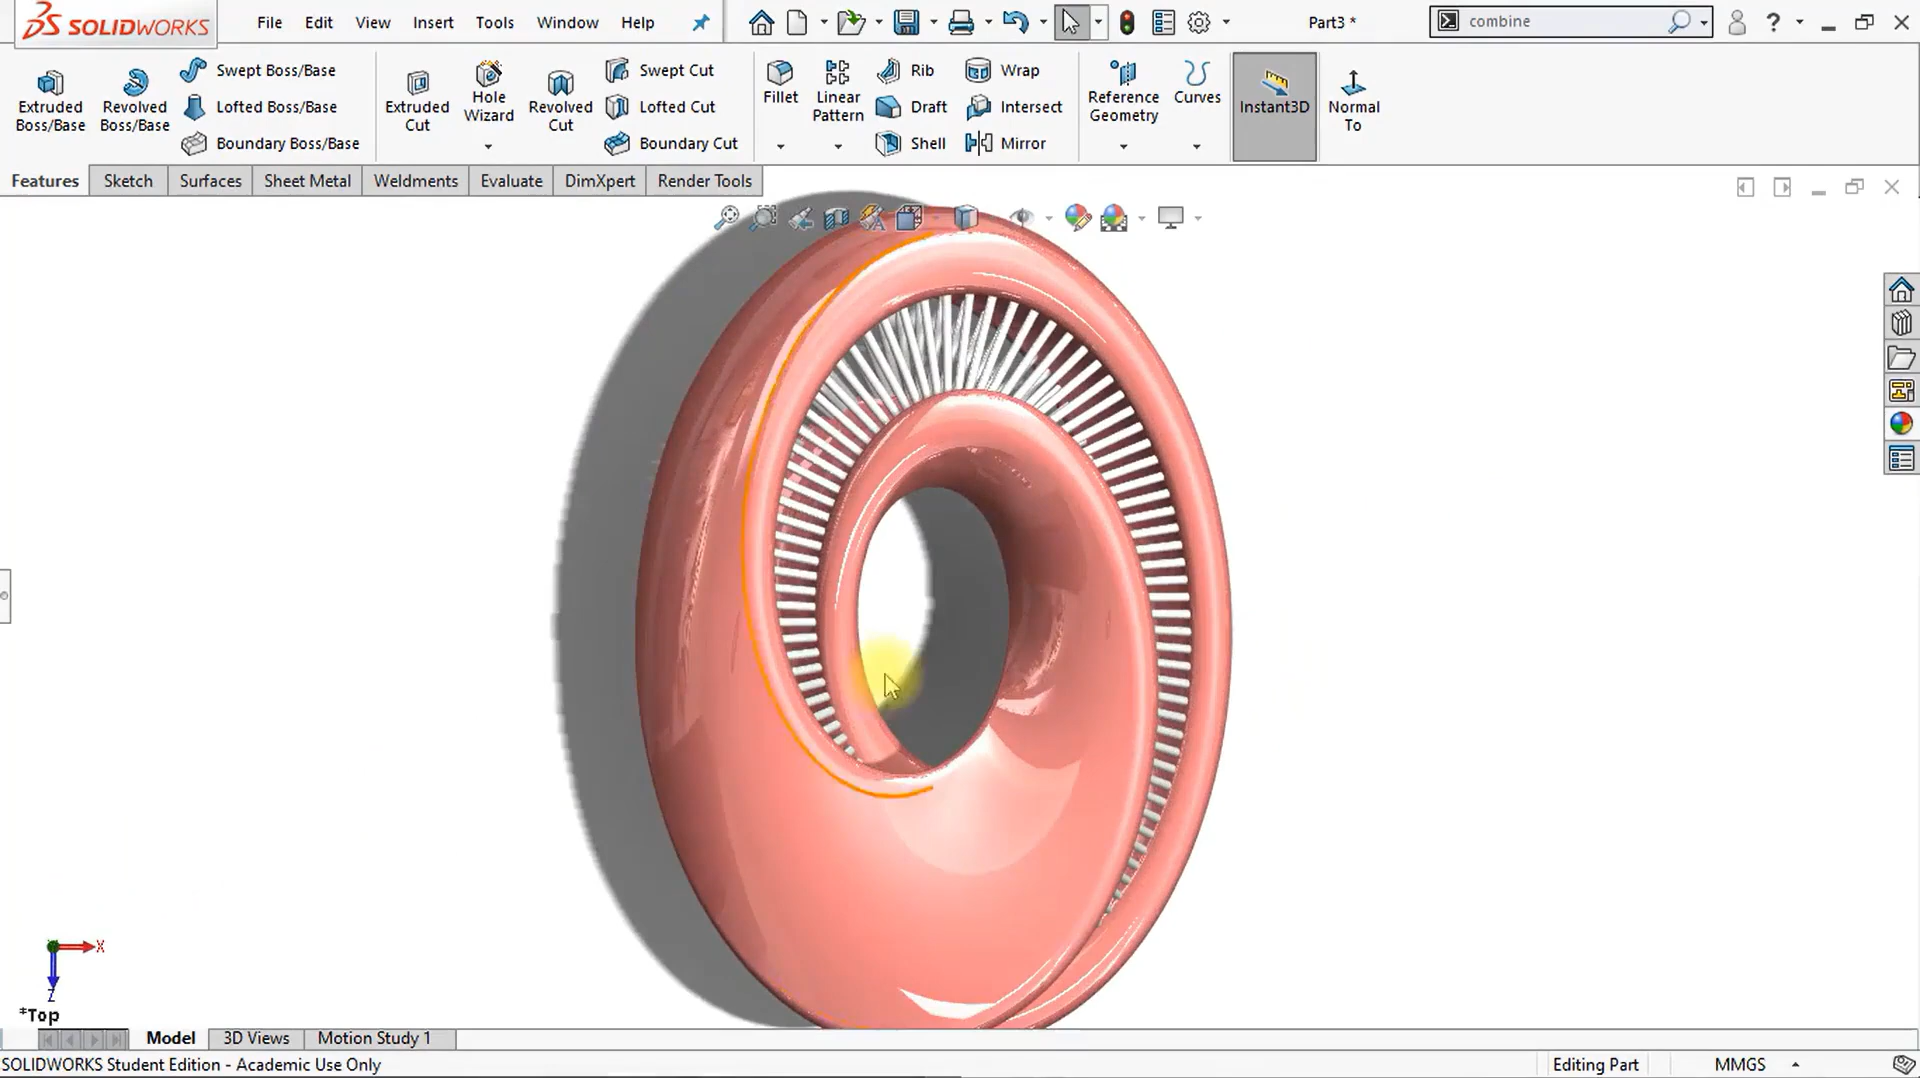 SOLIDWORKS File Edit View Insert Tools Window Help Part3 * combine ?
Extruded Boss/Base
Revolved Boss/Base
Swept Boss/Base
Lofted Boss/Base
Boundary Boss/Base
Extruded Cut
Hole Wizard
Revolved Cut
Swept Cut
Lofted Cut
Boundary Cut
Fillet
Linear Pattern
Rib
Draft
Shell
Wrap
Intersect
Mirror
Reference Geometry
Curves
Instant3D
Normal To
Features Sketch Surfaces Sheet Metal Weldments Evaluate DimXpert Render Tools
X
Z
*Top
Model 3D Views Motion Study 1
SOLIDWORKS Student Edition - Academic Use Only Editing Part MMGS